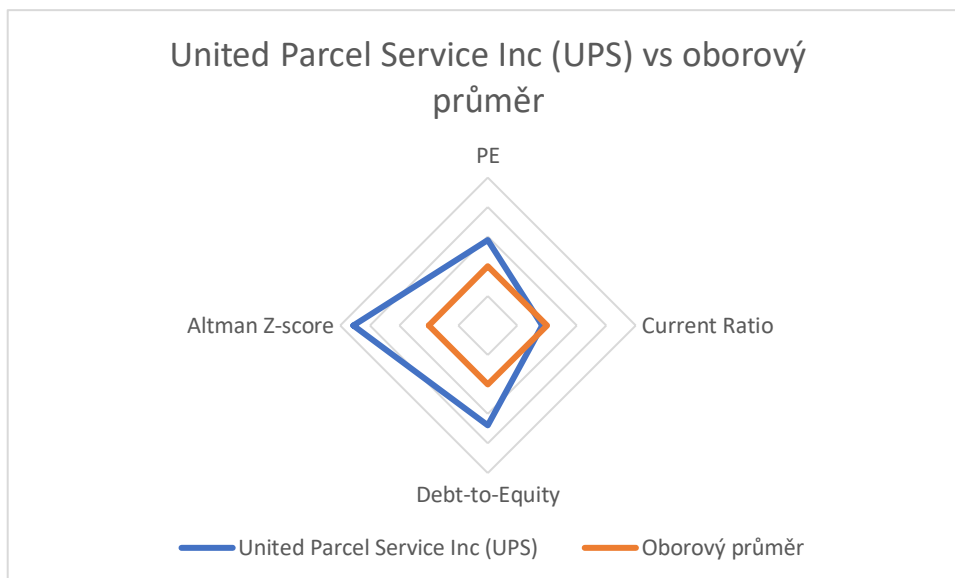 United Parcel Service Inc (UPS) vs oborový
průměr
PE
Altman Z-score
Current Ratio
Debt-to-Equity
United Parcel Service Inc (UPS)
Oborový průměr